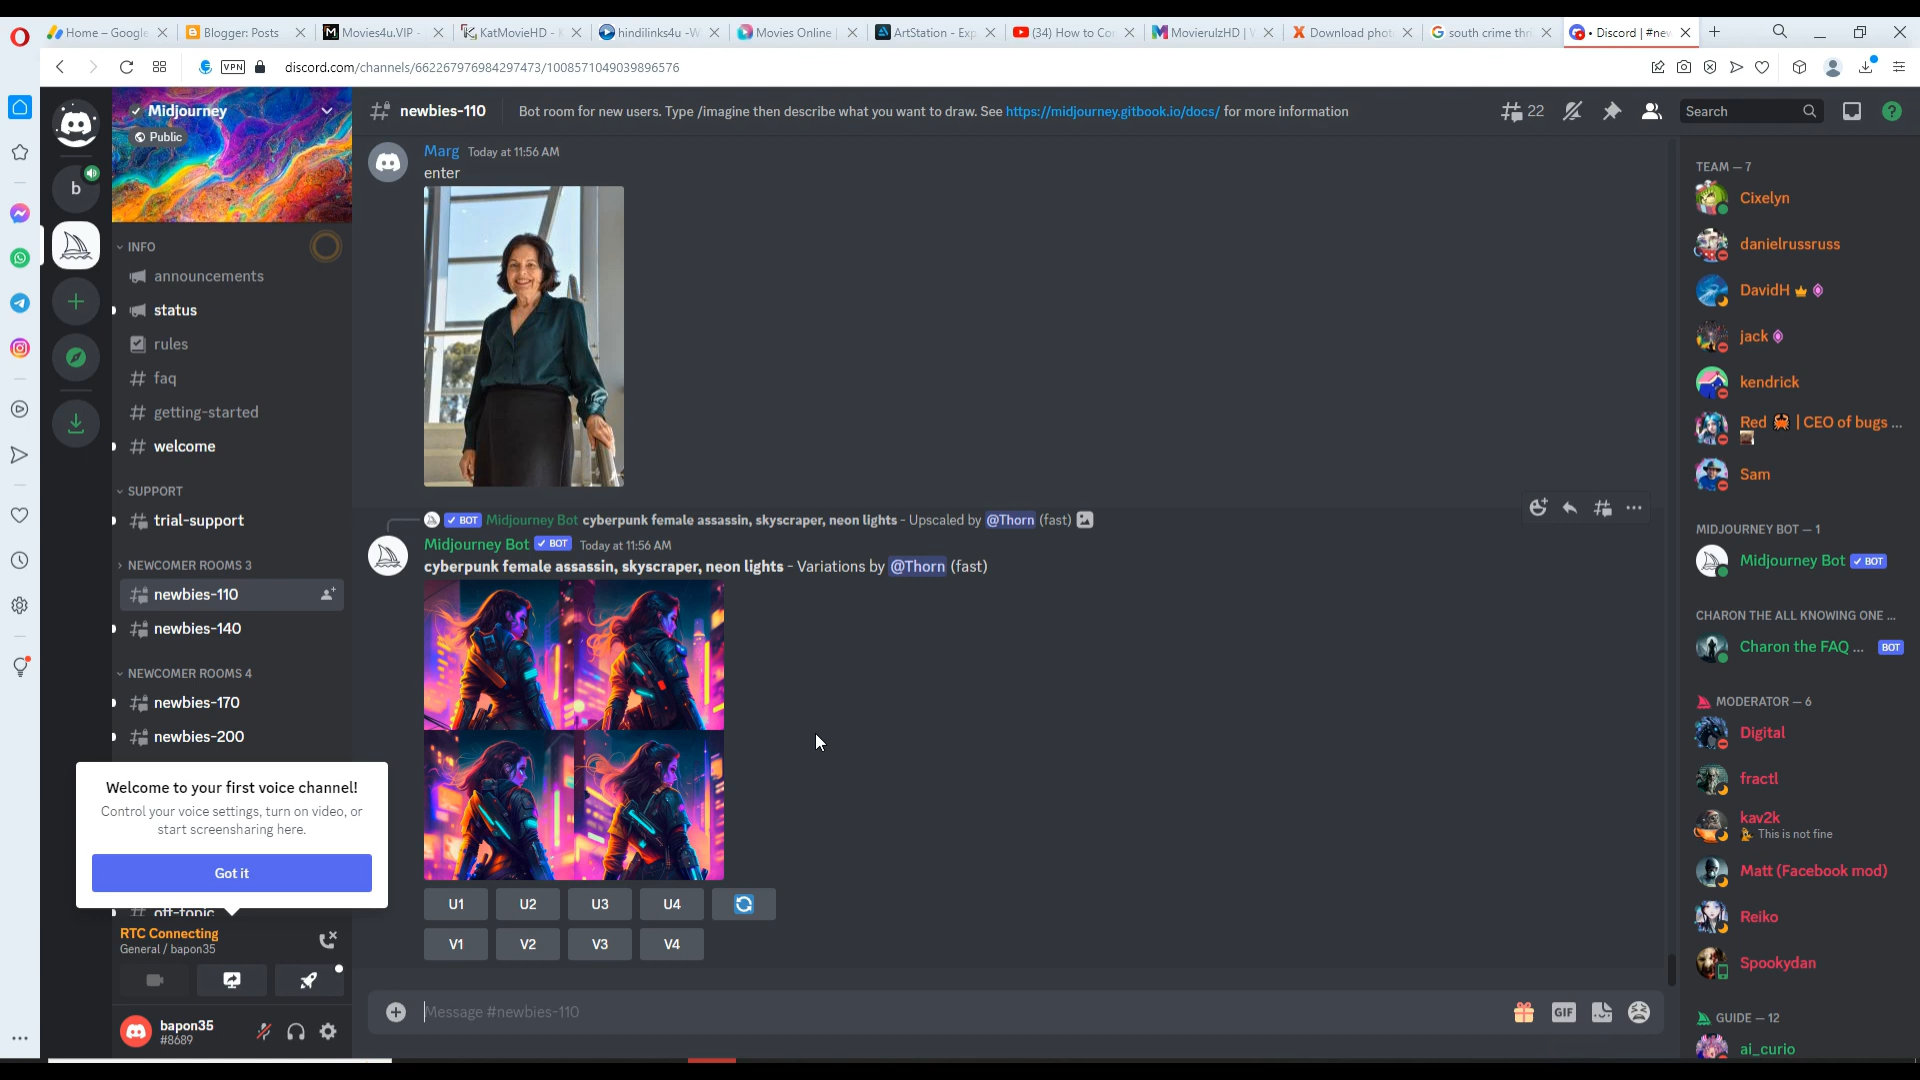 Home – Google
Blogger: Posts
Movies4u.VIP -
KatMovieHD -
hindilinks4u -W
Movies Online
ArtStation - Exp
(34) How to Co
MovierulzHD |
Download phot
south crime thr
• Discord | #new
VPN
discord.com/channels/662267976984297473/1008571049039896576
Midjourney
Public
b
INFO
announcements
status
rules
faq
getting-started
welcome
SUPPORT
trial-support
NEWCOMER ROOMS 3
newbies-110
newbies-140
NEWCOMER ROOMS 4
newbies-170
newbies-200
Welcome to your first voice channel!
Control your voice settings, turn on video, or
start screensharing here.
Got it
off-topic
RTC Connecting
General / bapon35
bapon35
#8689
newbies-110
Bot room for new users. Type /imagine then describe what you want to draw. See https://midjourney.gitbook.io/docs/ for more information
22
Search
Marg Today at 11:56 AM
enter
BOT Midjourney Bot cyberpunk female assassin, skyscraper, neon lights - Upscaled by @Thorn (fast)
Midjourney Bot BOT Today at 11:56 AM
cyberpunk female assassin, skyscraper, neon lights - Variations by @Thorn (fast)
U1 U2 U3 U4
V1 V2 V3 V4
Message #newbies-110
GIF
TEAM — 7
Cixelyn
danielrussruss
DavidH
jack
kendrick
Red | CEO of bugs ...
Sam
MIDJOURNEY BOT — 1
Midjourney Bot BOT
CHARON THE ALL KNOWING ONE ...
Charon the FAQ ... BOT
MODERATOR — 6
Digital
fractl
kav2k
This is not fine
Matt (Facebook mod)
Reiko
Spookydan
GUIDE — 12
ai_curio